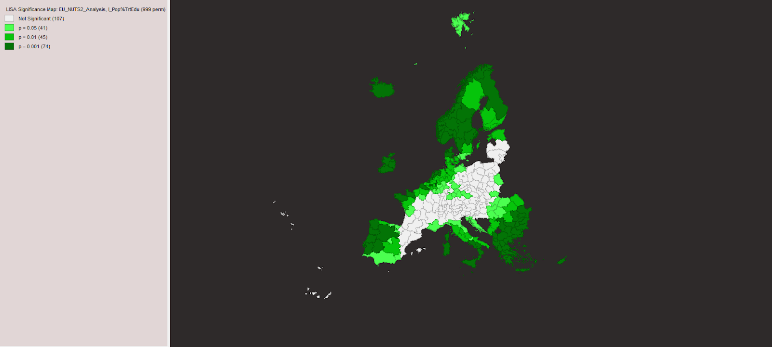 LISA Significance Map: EU_NUTS2_Analysis, I_Pop%TrtEdu (999 perm)
Not Significant (137)
p = 0.05 (41)
p = 0.01 (45)
p = 0.001 (74)